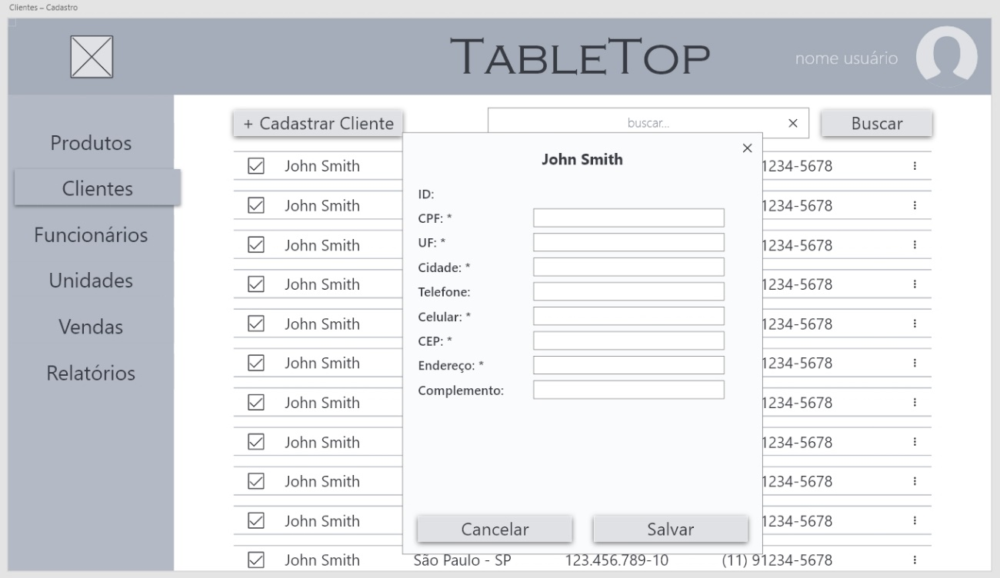 Clientes – Cadastro
TableTop
nome usuário
+ Cadastrar Cliente
buscar...
Buscar
Produtos
Clientes
Funcionários
Unidades
Vendas
Relatórios
John Smith 1234-5678
John Smith 1234-5678
John Smith 1234-5678
John Smith 1234-5678
John Smith 1234-5678
John Smith 1234-5678
John Smith 1234-5678
John Smith 1234-5678
John Smith 1234-5678
John Smith 1234-5678
John Smith São Paulo - SP 123.456.789-10 (11) 91234-5678
John Smith
ID:
CPF: *
UF: *
Cidade: *
Telefone:
Celular: *
CEP: *
Endereço: *
Complemento:
Cancelar
Salvar